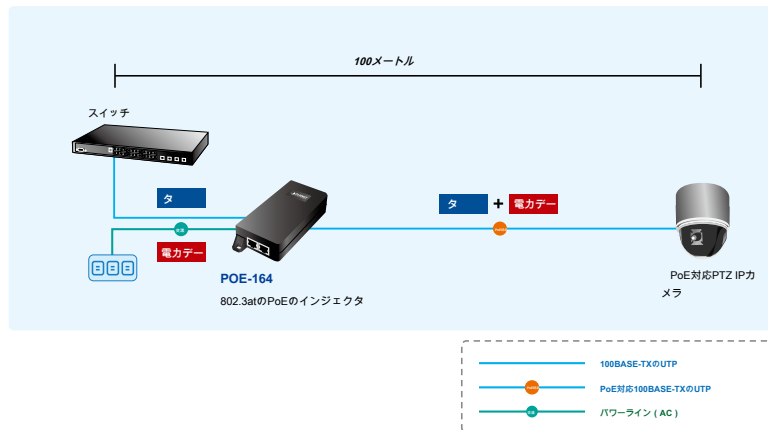 100メートル
スイッチ
タ
タ
+
電カデー
電カデー
POE-164
802.3atのPoEのインジェクタ
PoE対応PTZ IPカ
メラ
100BASE-TXのUTP
PoE対応100BASE-TXのUTP
パワーライン ( AC )